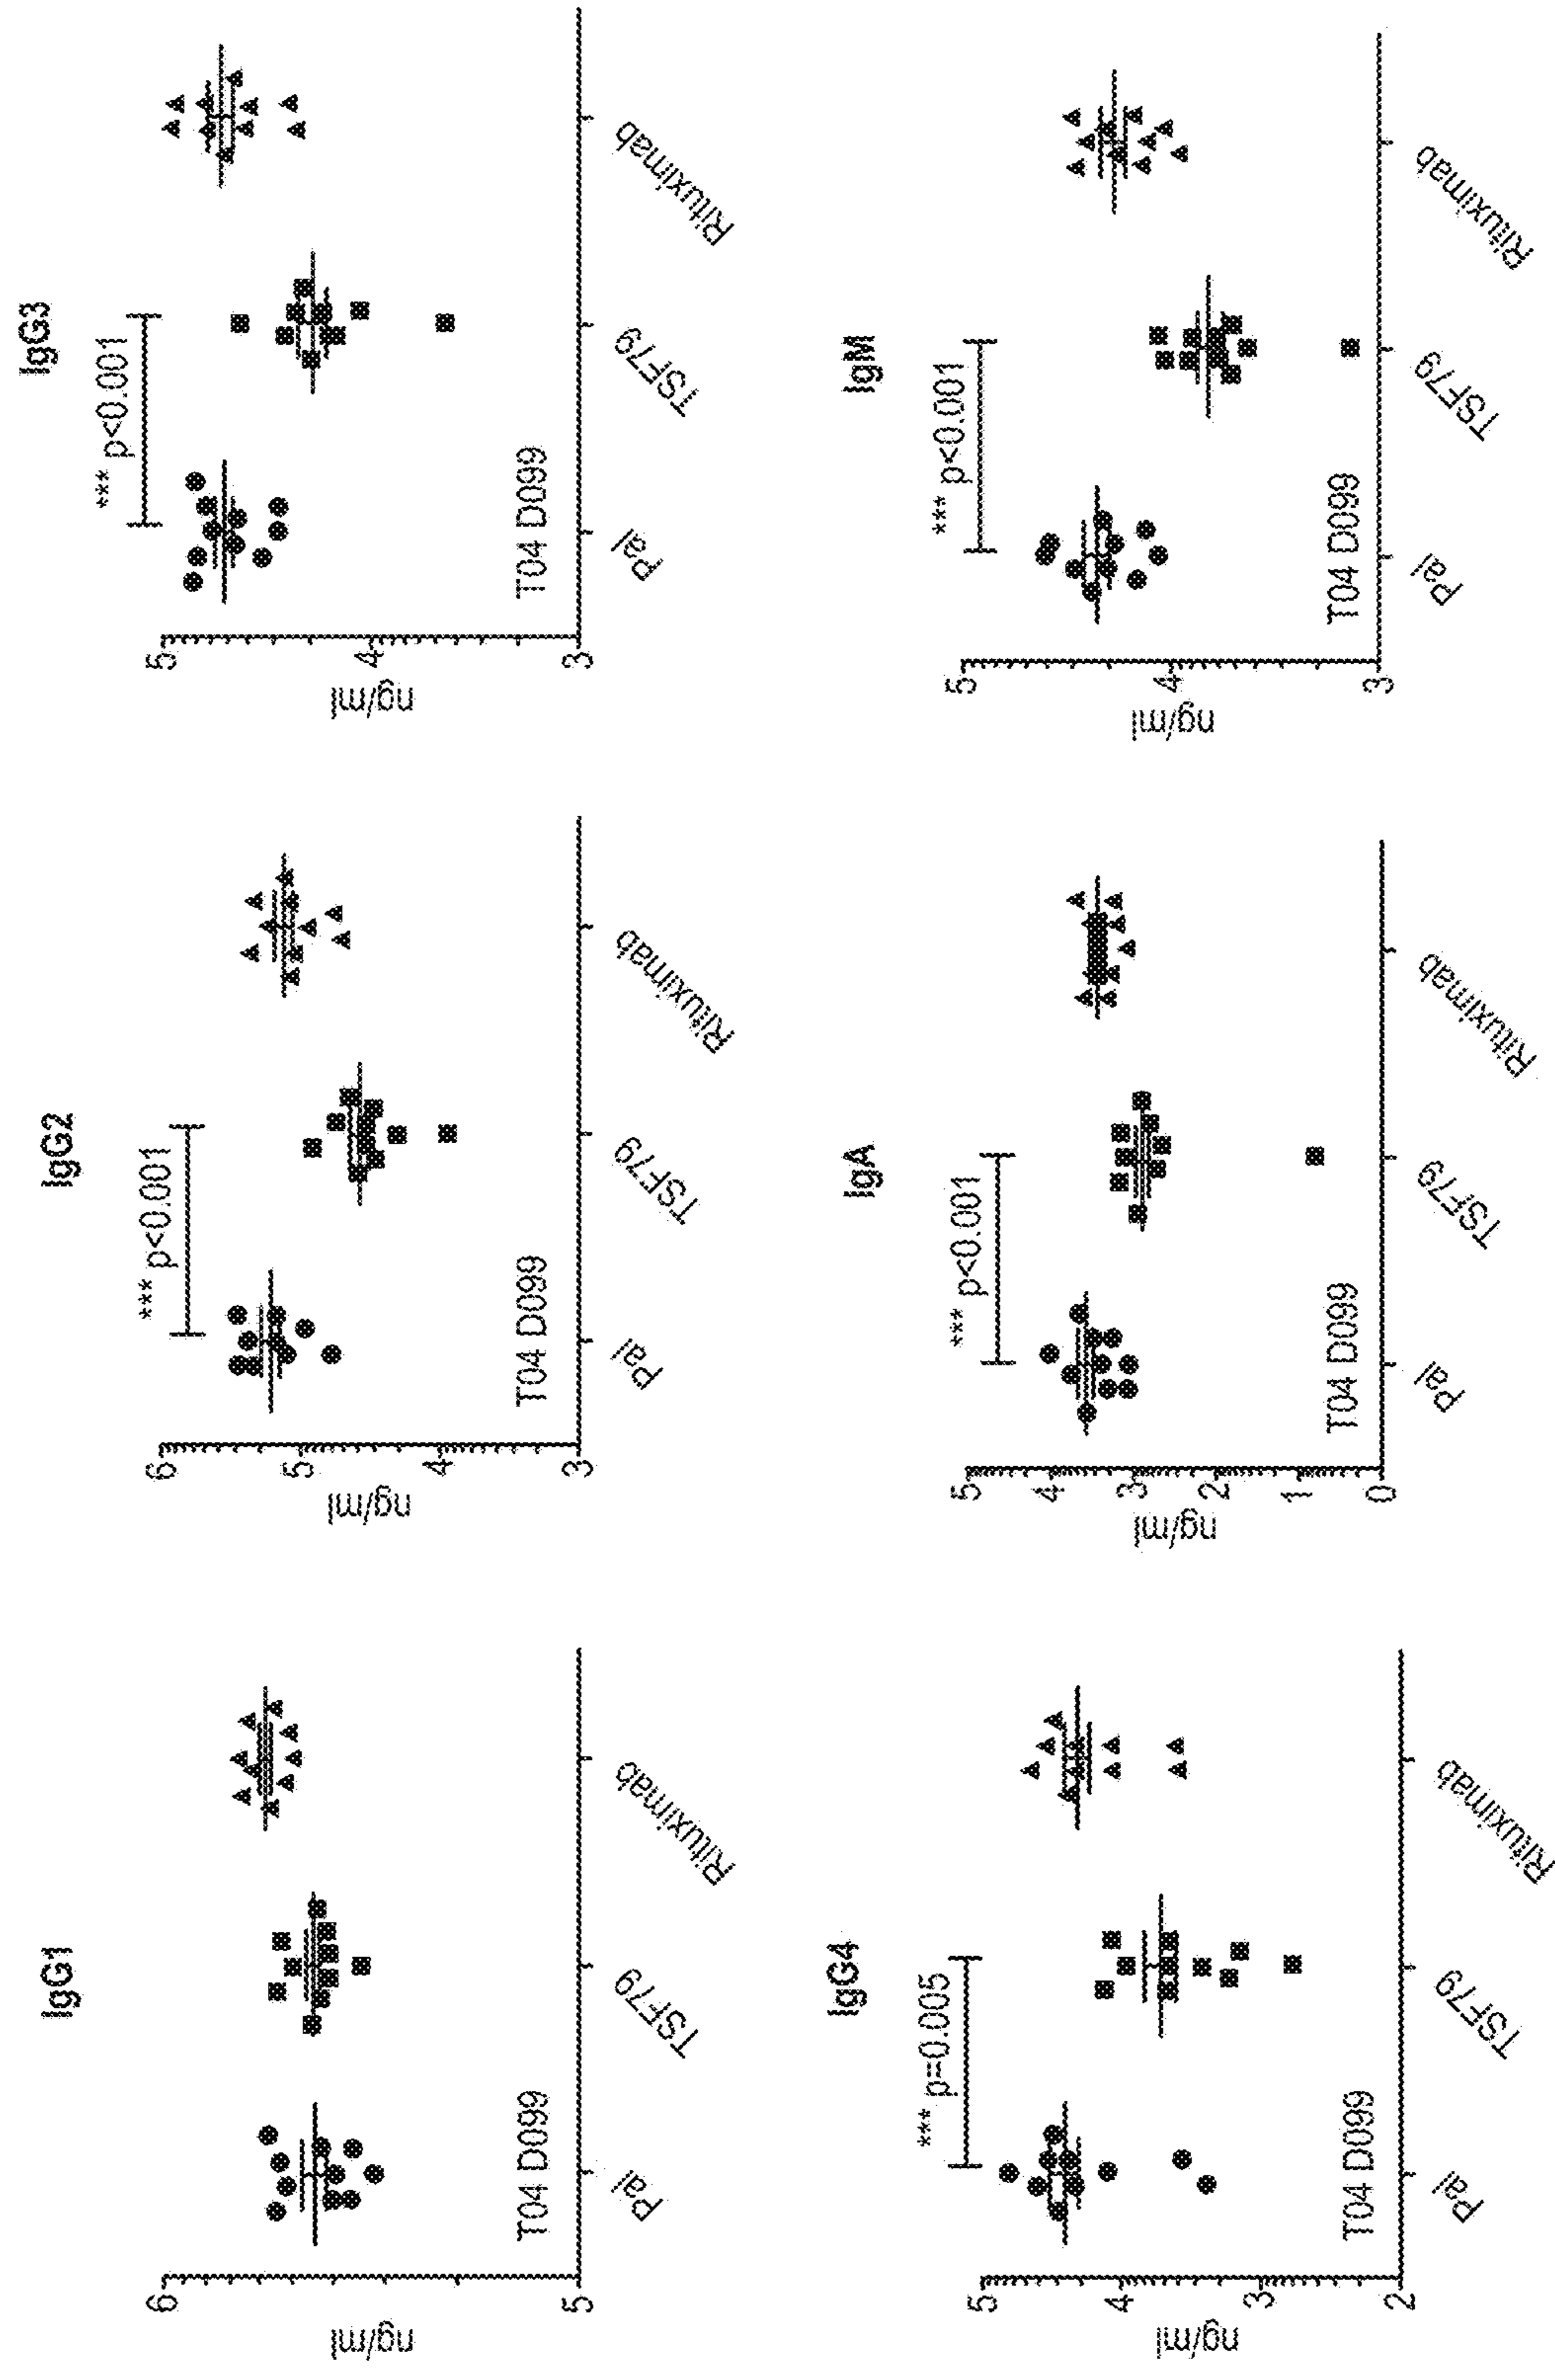 IgG1
ng/ml
6
5
T04 D099
Pal
TSF79
Rituximab
IgG2
*** p<0.001
ng/ml
6
5
4
3
T04 D099
Pal
TSF79
Rituximab
IgG3
*** p<0.001
ng/ml
5
4
3
T04 D099
Pal
TSF79
Rituximab
IgG4
*** p=0.005
ng/ml
5
4
3
2
T04 D099
Pal
TSF79
Rituximab
IgA
*** p<0.001
ng/ml
5
4
3
2
1
0
T04 D099
Pal
TSF79
Rituximab
IgM
*** p<0.001
ng/ml
5
4
3
T04 D099
Pal
TSF79
Rituximab